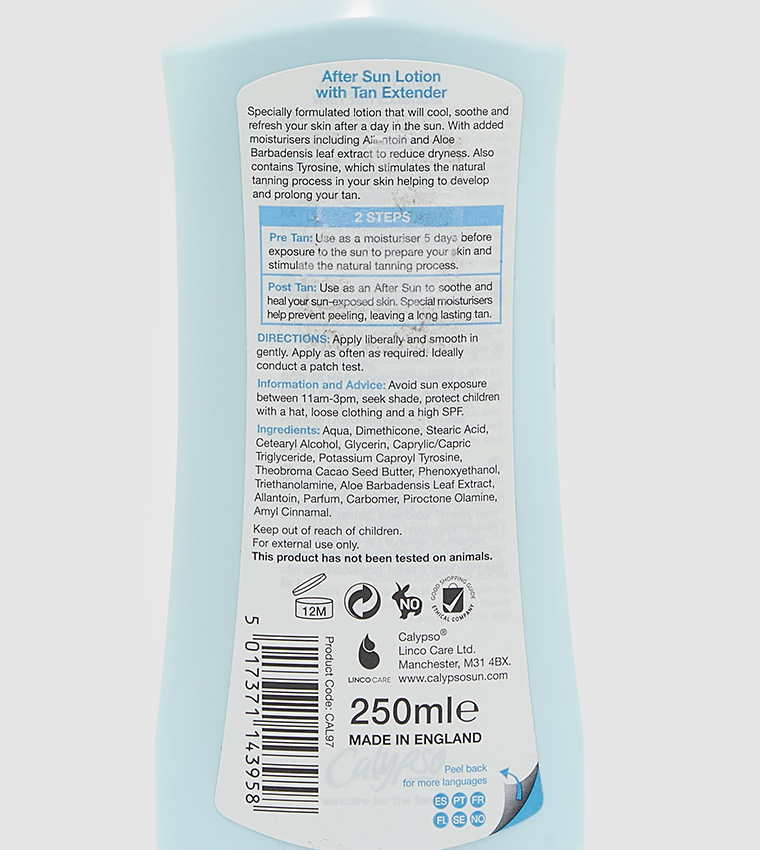 After Sun Lotion
with Tan Extender
Specially formulated lotion that will cool, soothe and
refresh your skin after a day in the sun. With added
moisturisers including Allantoin and Aloe
Barbadensis leaf extract to reduce dryness. Also
contains Tyrosine, which stimulates the natural
tanning process in your skin helping to develop
and prolong your tan.
2 STEPS
Pre Tan: Use as a moisturiser 5 days before
exposure to the sun to prepare your skin and
stimulate the natural tanning process.
Post Tan: Use as an After Sun to soothe and
heal your sun-exposed skin. Special moisturisers
help prevent peeling, leaving a long lasting tan.
DIRECTIONS: Apply liberally and smooth in
gently. Apply as often as required. Ideally
conduct a patch test.
Information and Advice: Avoid sun exposure
between 11am-3pm, seek shade, protect children
with a hat, loose clothing and a high SPF.
Ingredients: Aqua, Dimethicone, Stearic Acid,
Cetearyl Alcohol, Glycerin, Caprylic/Capric
Triglyceride, Potassium Caproyl Tyrosine,
Theobroma Cacao Seed Butter, Phenoxyethanol,
Triethanolamine, Aloe Barbadensis Leaf Extract,
Allantoin, Parfum, Carbomer, Piroctone Olamine,
Amyl Cinnamal.
Keep out of reach of children.
For external use only.
This product has not been tested on animals.
12M
NO
GOOD SHOPPING GUIDE
ETHICAL COMPANY
5 017371 143958
Product Code: CAL97
LINCO CARE
Calypso®
Linco Care Ltd.
Manchester, M31 4BX.
www.calypsosun.com
250ml℮
MADE IN ENGLAND
Calypso
suncare for the
Peel back
for more languages
ES PT FR
FI SE NO